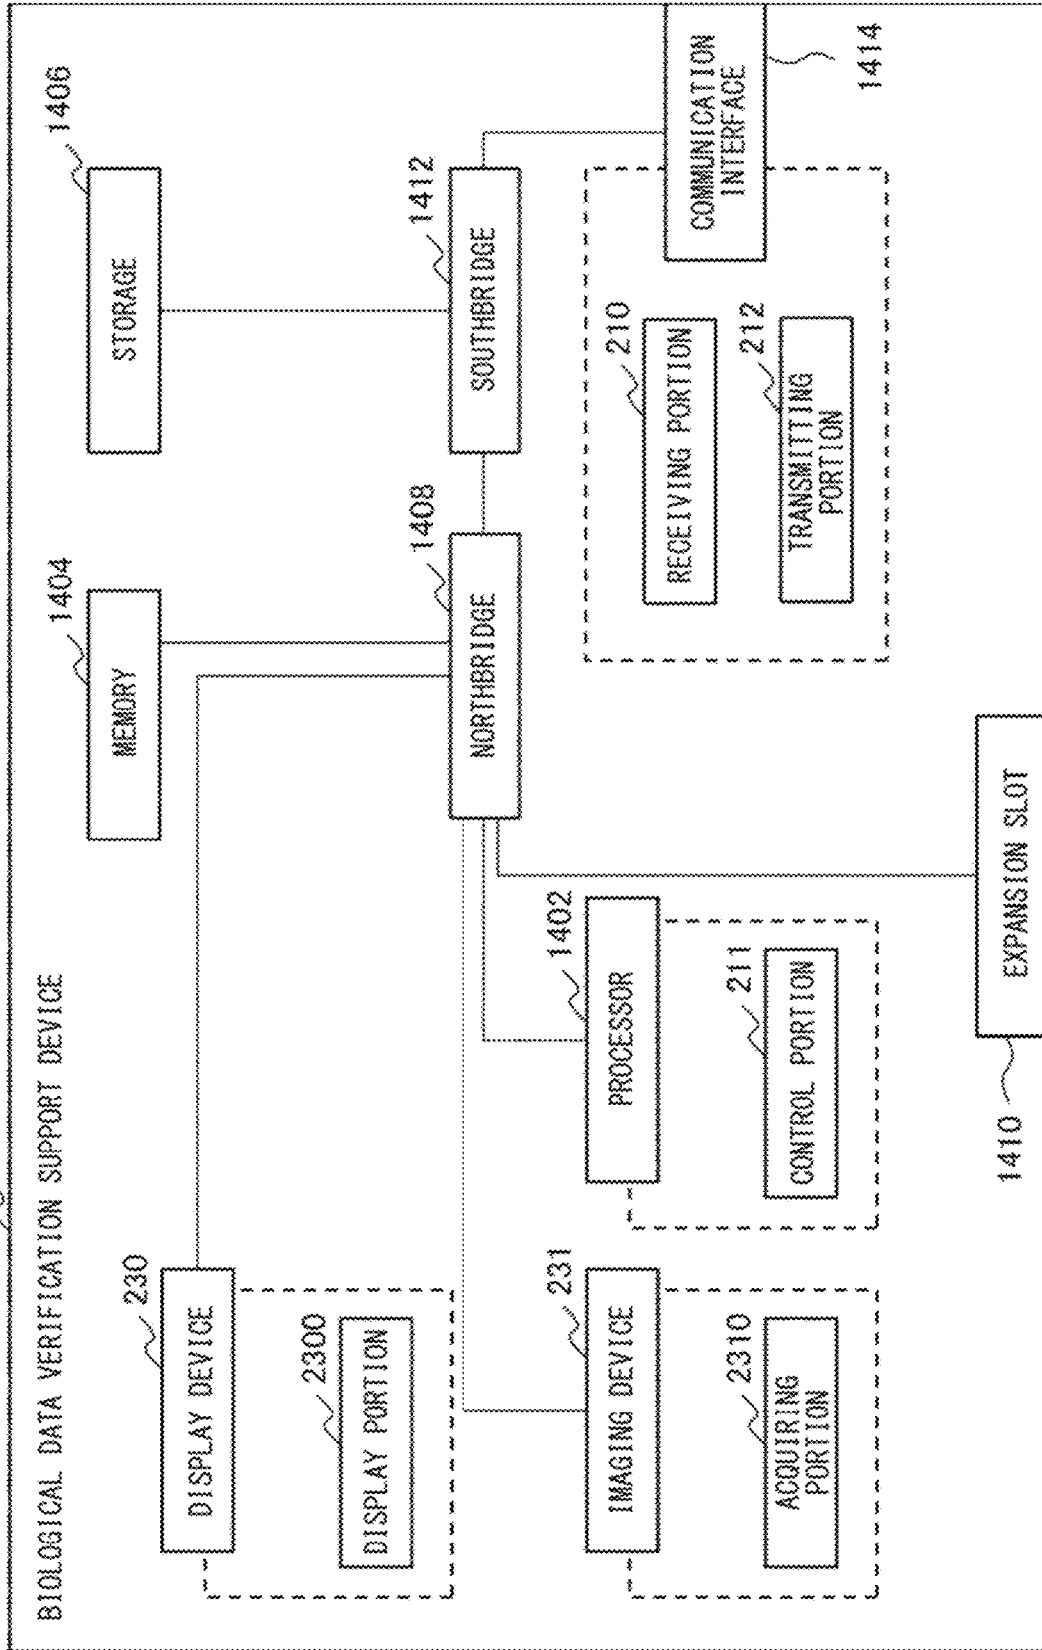 BIOLOGICAL DATA VERIFICATION SUPPORT DEVICE
230
DISPLAY DEVICE
2300
DISPLAY PORTION
1404
MEMORY
1406
STORAGE
1408
NORTHBRIDGE
1412
SOUTHBRIDGE
231
IMAGING DEVICE
2310
ACQUIRING
PORTION
1402
PROCESSOR
211
CONTROL PORTION
210
RECEIVING PORTION
212
TRANSMITTING
PORTION
COMMUNICATION
INTERFACE
1414
1410
EXPANSION SLOT